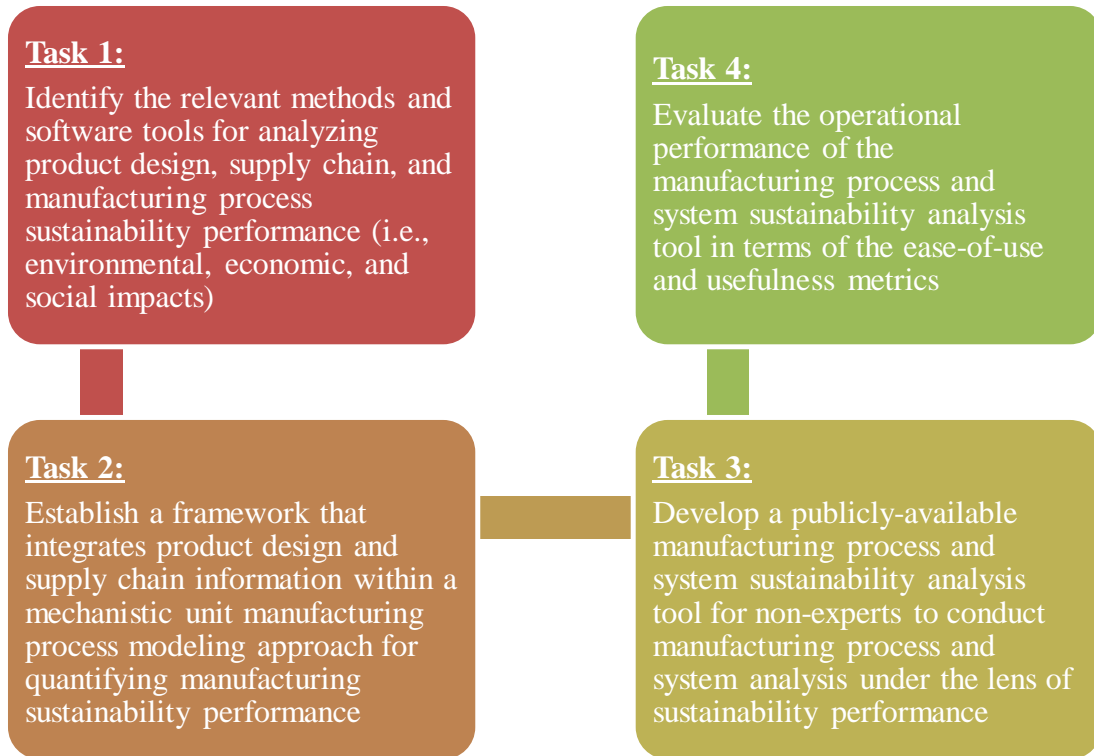 Task 1:
Identify the relevant methods and
software tools for analyzing
product design, supply chain, and
manufacturing process
sustainability performance (i.e.,
environmental, economic, and
social impacts)
Task 2:
Establish a framework that
integrates product design and
supply chain information within a
mechanistic unit manufacturing
process modeling approach for
quantifying manufacturing
sustainability performance
Task 3:
Develop a publicly-available
manufacturing process and
system sustainability analysis
tool for non-experts to conduct
manufacturing process and
system analysis under the lens of
sustainability performance
Task 4:
Evaluate the operational
performance of the
manufacturing process and
system sustainability analysis
tool in terms of the ease-of-use
and usefulness metrics